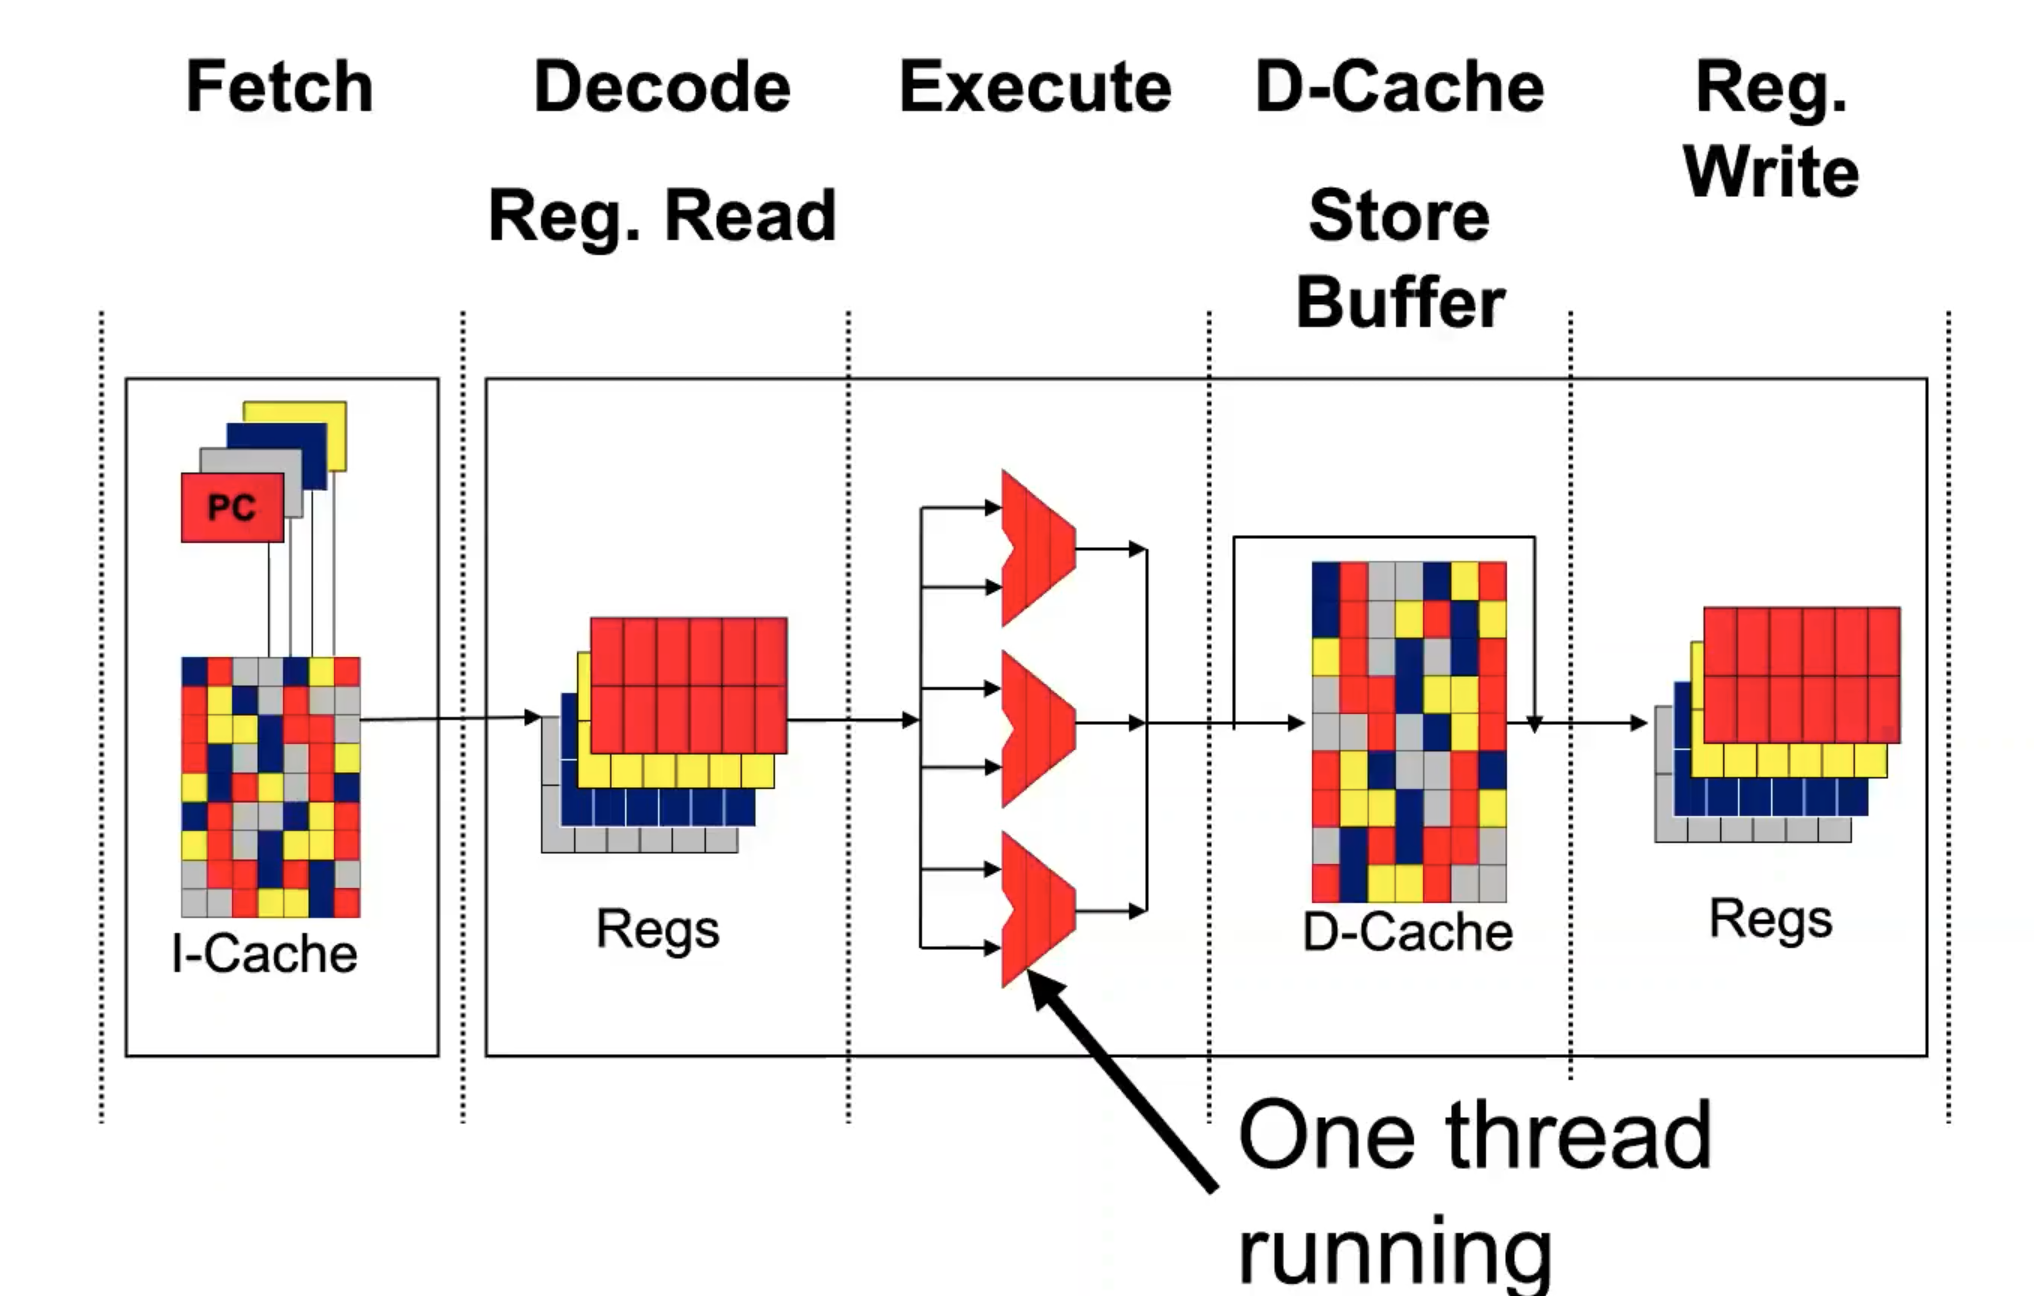 Fetch
Decode
Execute
D-Cache
Reg.
Write
Reg. Read
Store
Buffer
PC
I-Cache
Regs
D-Cache
Regs
One thread
running